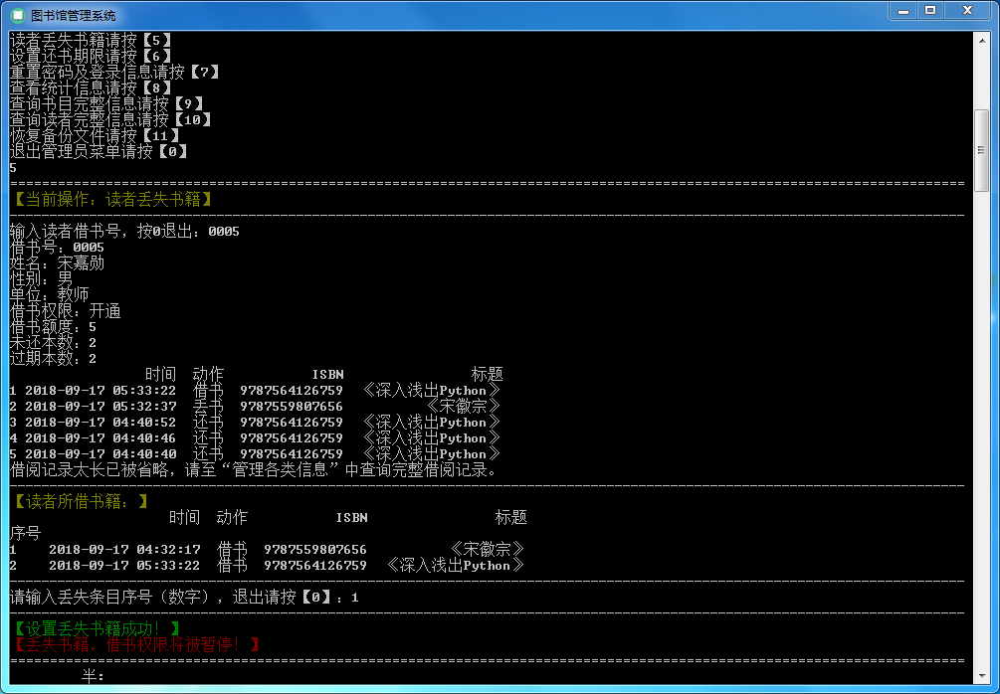 图书馆管理系统
读者丢失书籍请按【5】
设置还书期限请按【6】
重置密码及登录信息请按【7】
查看统计信息请按【8】
查询书目完整信息请按【9】
查询读者完整信息请按【10】
恢复备份文件请按【11】
退出管理员菜单请按【0】
5
【当前操作：读者丢失书籍】
输入读者借书号，按0退出：0005
借书号：0005
姓名：宋嘉勋
性别：男
单位：教师
借书权限：开通
借书额度：5
未还本数：2
过期本数：2
时间 动作 ISBN 标题
1 2018-09-17 05:33:22 借书 9787564126759 《深入浅出Python》
2 2018-09-17 05:32:37 丢书 9787559807656 《宋徽宗》
3 2018-09-17 04:40:52 还书 9787564126759 《深入浅出Python》
4 2018-09-17 04:40:46 还书 9787564126759 《深入浅出Python》
5 2018-09-17 04:40:40 还书 9787564126759 《深入浅出Python》
借阅记录太长已被省略，请至“管理各类信息”中查询完整借阅记录。
【读者所借书籍：】
时间 动作 ISBN 标题
序号
1 2018-09-17 04:32:17 借书 9787559807656 《宋徽宗》
2 2018-09-17 05:33:22 借书 9787564126759 《深入浅出Python》
请输入丢失条目序号（数字），退出请按【0】：1
【设置丢失书籍成功！】
【丢失书籍，借书权限将被暂停！】
半：